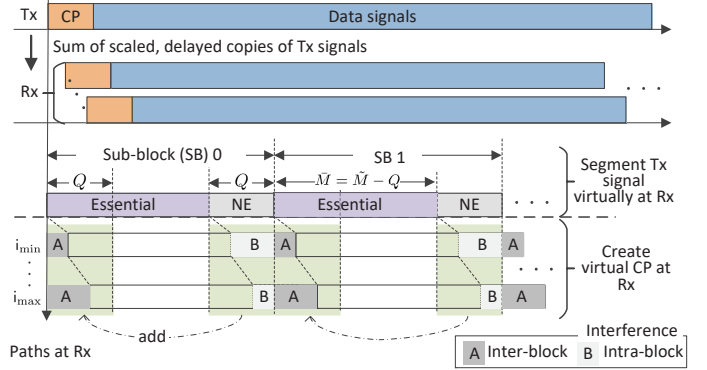 Tx CP Data signals
Sum of scaled, delayed copies of Tx signals
Rx
. . .
Sub-block (SB) 0 SB 1
Q Q M̄ = M̃ − Q
Essential NE Essential NE . . .
Segment Tx
signal
virtually at Rx
i_min A B A B A
i_max A B A B A
. . .
Create
virtual CP at
Rx
add
Paths at Rx
Interference
A Inter-block B Intra-block